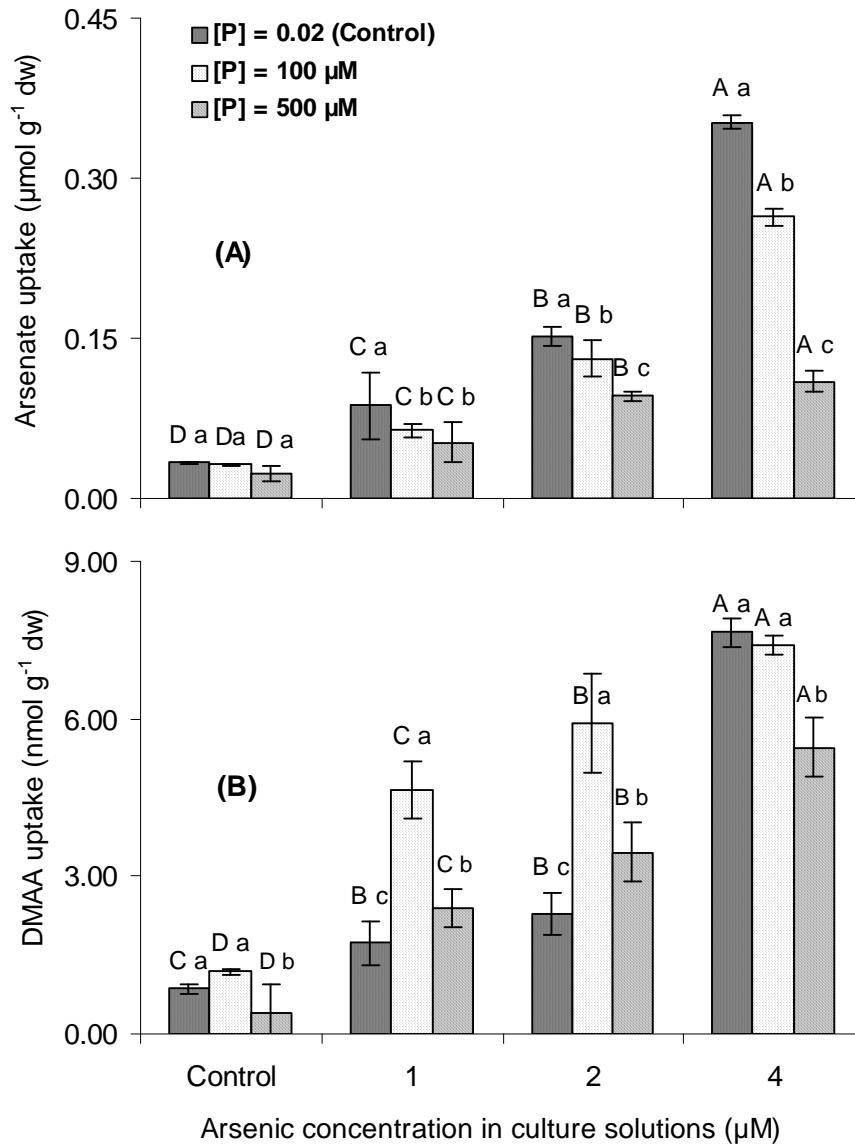 0.45
[P] = 0.02 (Control)
[P] = 100 µM
[P] = 500 µM
A a
Arsenate uptake (µmol g-1 dw)
0.30
A b
(A)
B a
B b
0.15
C a
B c
A c
C b C b
D a Da D a
0.00
9.00
DMAA uptake (nmol g-1 dw)
A a A a
B a
6.00
A b
C a
(B)
B b
3.00
C b
B c
B c
D a
C a
D b
0.00
Control 1 2 4
Arsenic concentration in culture solutions (µM)